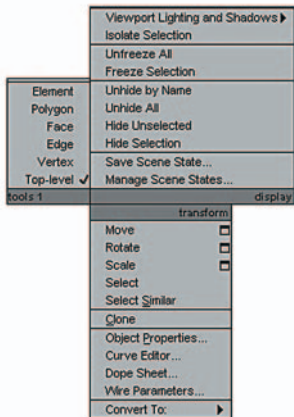 Viewport Lighting and Shadows
Isolate Selection
Unfreeze All
Freeze Selection
Unhide by Name
Unhide All
Hide Unselected
Hide Selection
Save Scene State...
Manage Scene States...
Element
Polygon
Face
Edge
Vertex
Top-level ✓
tools 1
display
transform
Move
Rotate
Scale
Select
Select Similar
Clone
Object Properties...
Curve Editor...
Dope Sheet...
Wire Parameters...
Convert To: